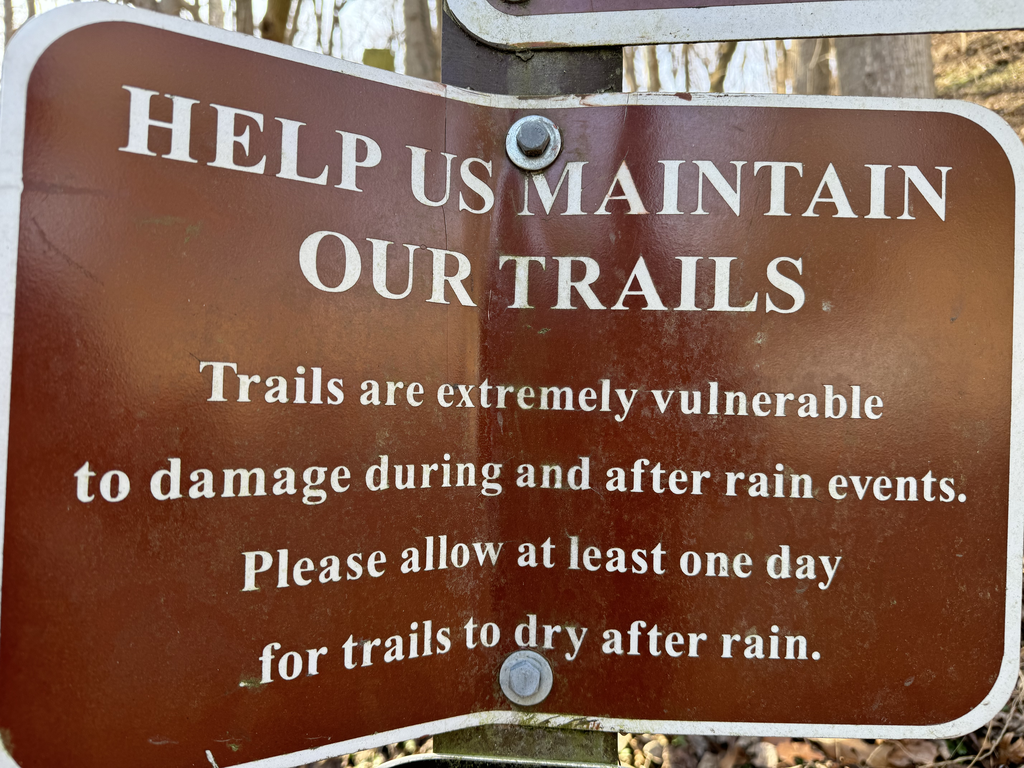 HELP US MAINTAIN
OUR TRAILS
Trails are extremely vulnerable
to damage during and after rain events.
Please allow at least one day
for trails to dry after rain.